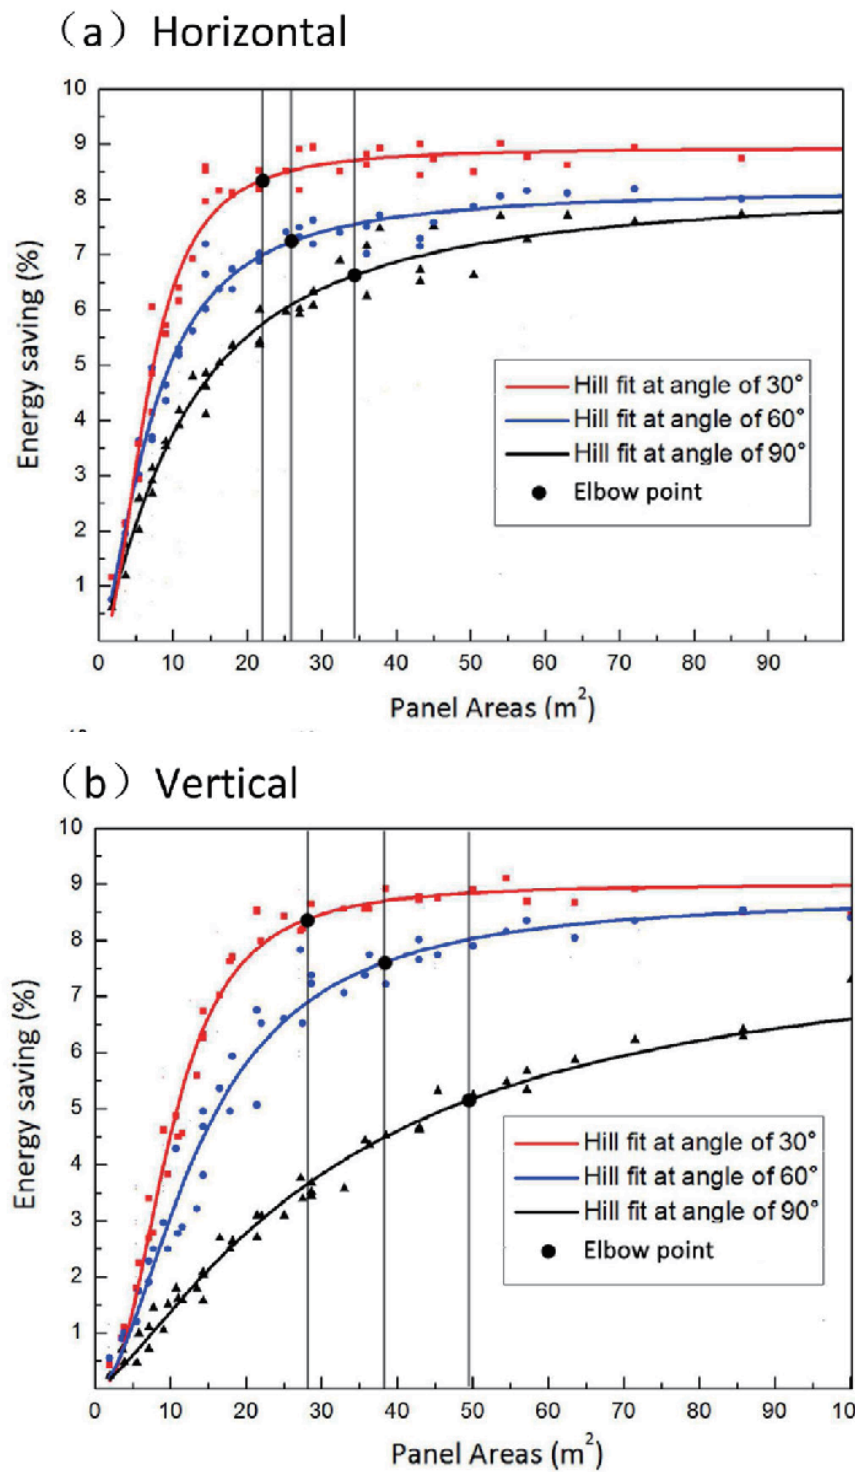 （a）Horizontal
10
9
8
7
6
5
4
3
2
1
Energy saving (%)
Hill fit at angle of 30°
Hill fit at angle of 60°
Hill fit at angle of 90°
Elbow point
0 10 20 30 40 50 60 70 80 90
Panel Areas (m²)
（b）Vertical
10
9
8
7
6
5
4
3
2
1
Energy saving (%)
Hill fit at angle of 30°
Hill fit at angle of 60°
Hill fit at angle of 90°
Elbow point
0 10 20 30 40 50 60 70 80 90 100
Panel Areas (m²)